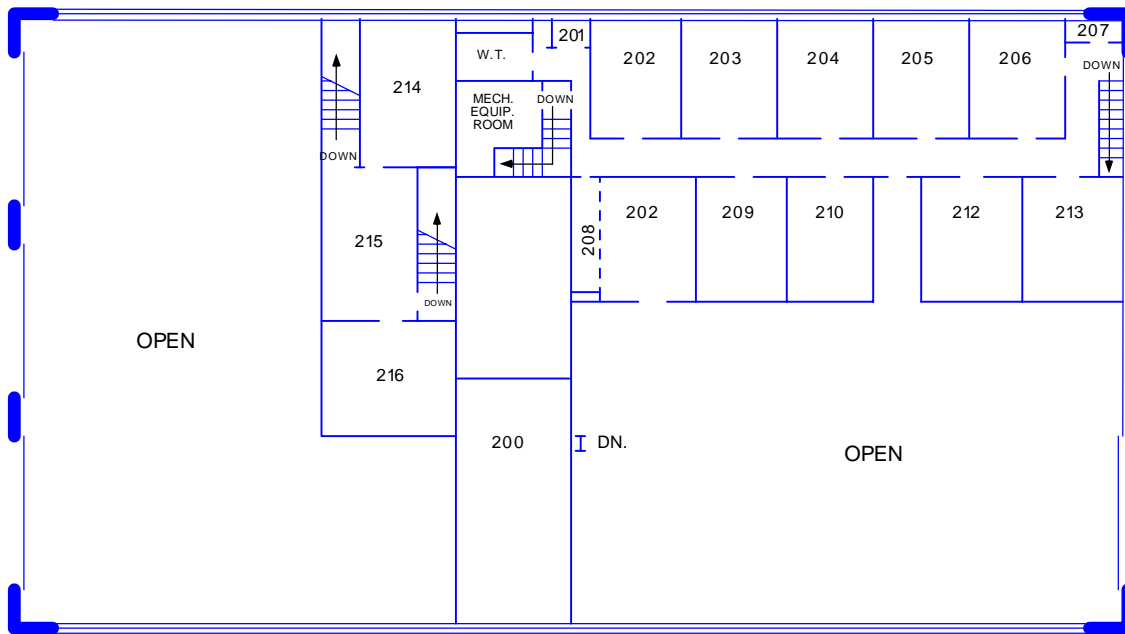 201
207
W.T.
202
203
204
205
206
DOWN
214
MECH.
EQUIP.
ROOM
DOWN
DOWN
208
202
209
210
212
213
215
DOWN
OPEN
216
200
DN.
OPEN